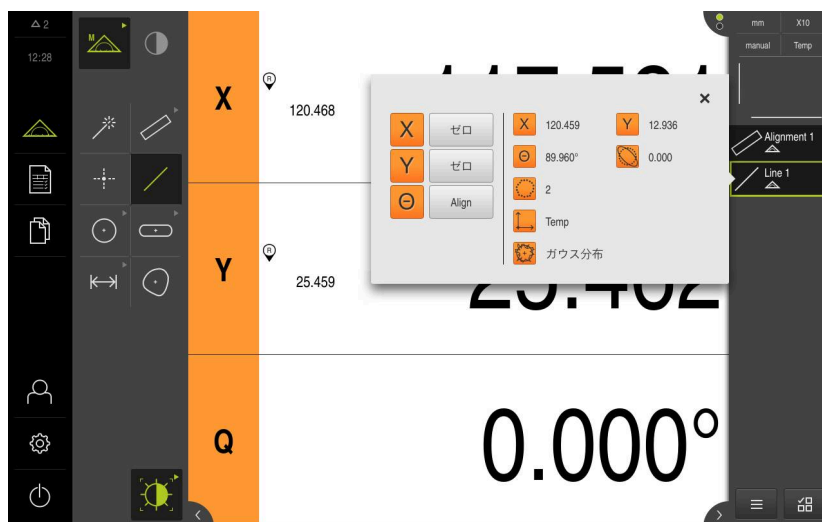 2
12:28
M
X
R
120.468
Y
R
25.459
Q
0.000°
X
ゼロ
Y
ゼロ
Θ
Align
X
120.459
Y
12.936
Θ
89.960°
0.000
2
Temp
ガウス分布
mm
X10
manual
Temp
Alignment 1
Line 1